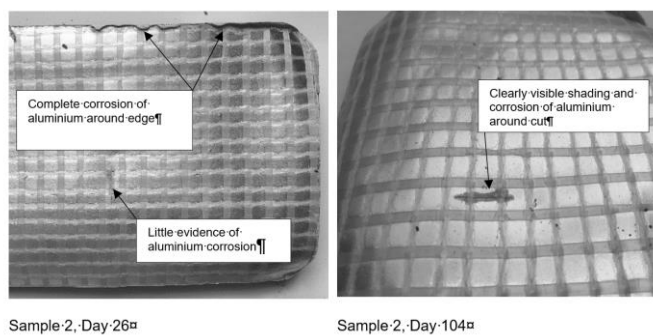 Complete·corrosion·of·
aluminium·around·edge¶
Little·evidence·of·
aluminium·corrosion¶
Clearly·visible·shading·and·
corrosion·of·aluminium·
around·cut¶
Sample·2,·Day·26¤
Sample·2,·Day·104¤